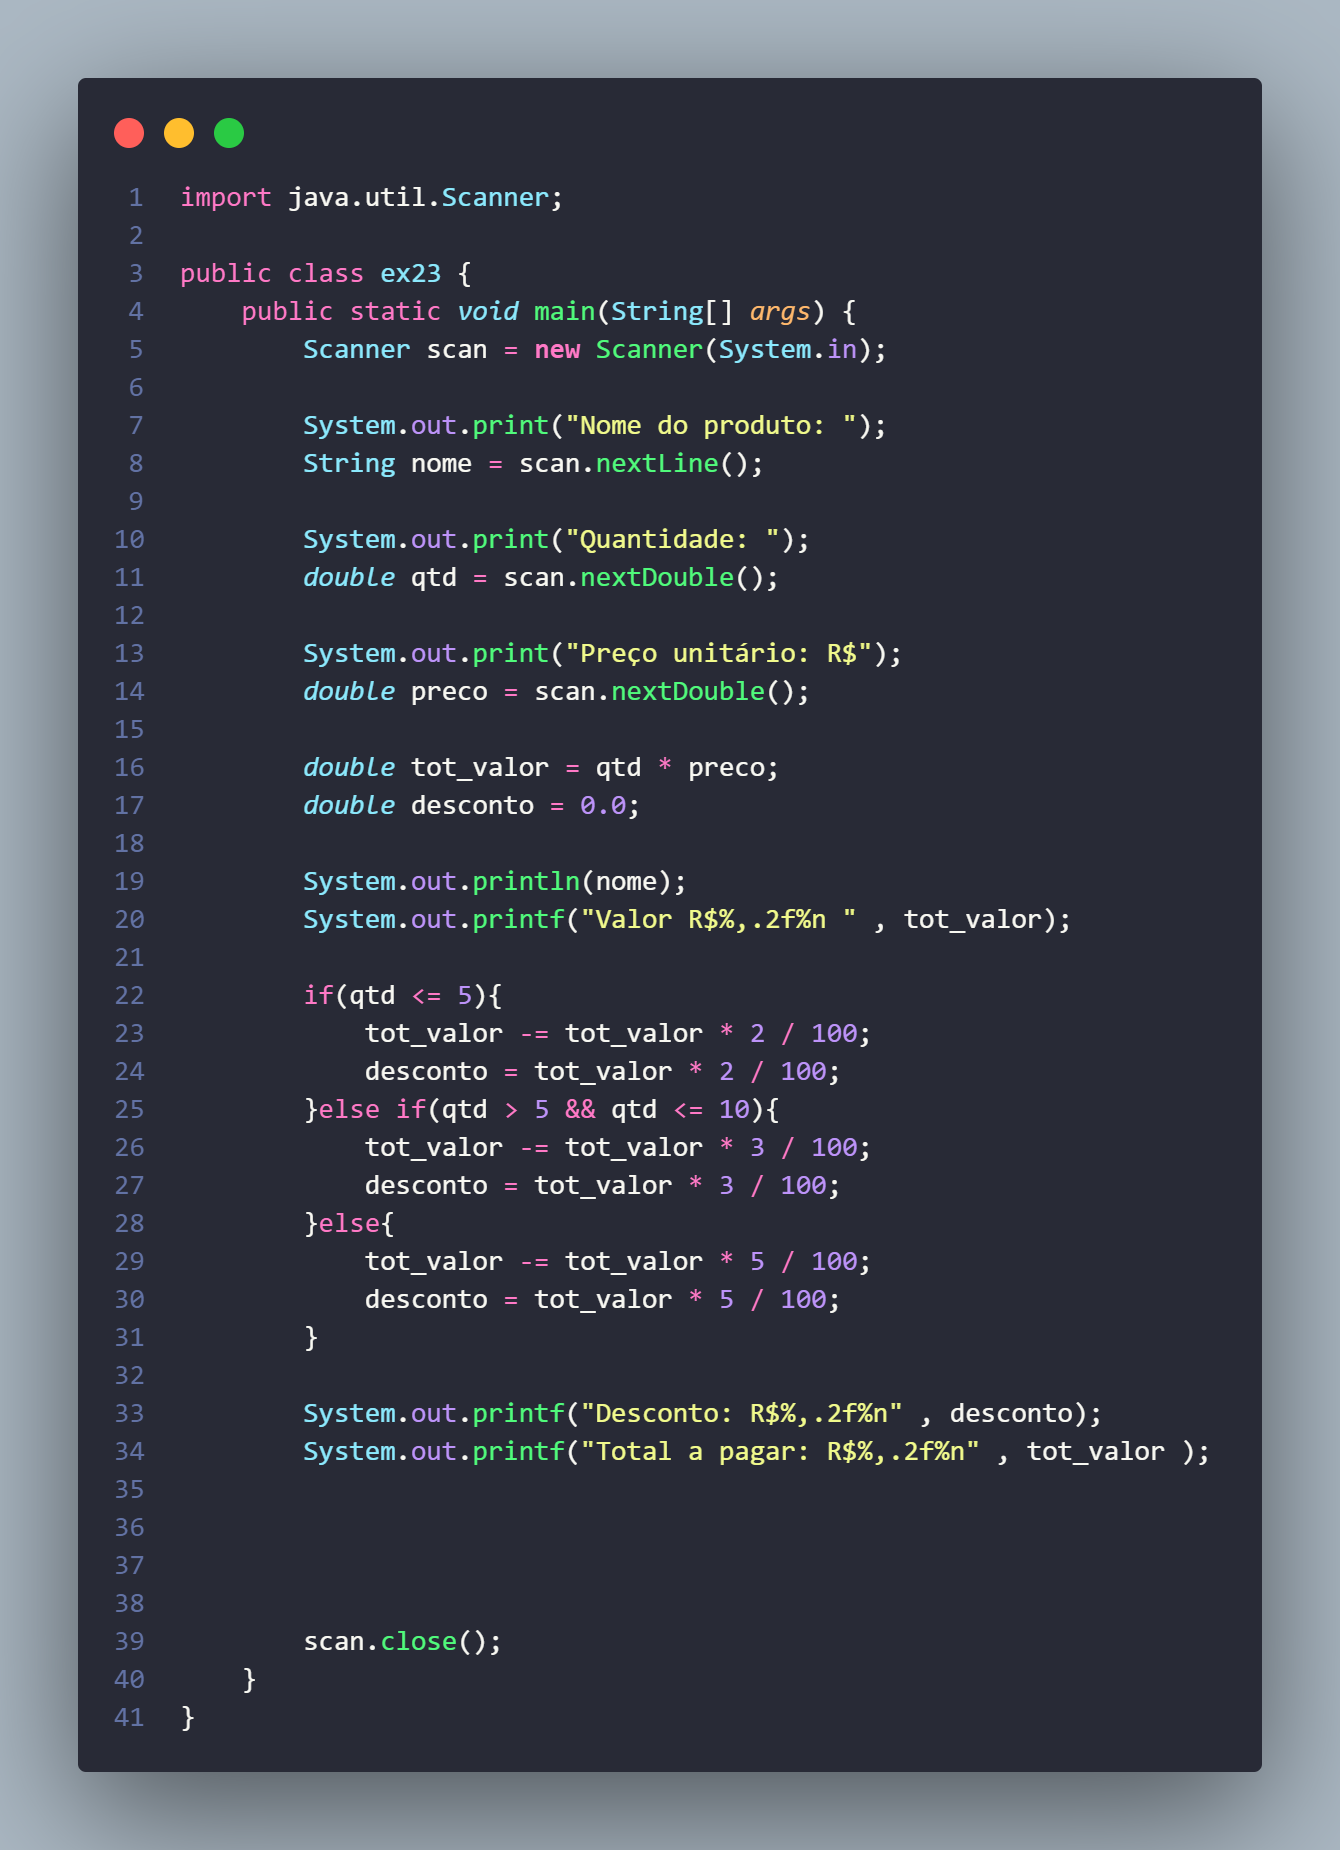 1 import java.util.Scanner;
2
3 public class ex23 {
4     public static void main(String[] args) {
5         Scanner scan = new Scanner(System.in);
6
7         System.out.print("Nome do produto: ");
8         String nome = scan.nextLine();
9
10         System.out.print("Quantidade: ");
11         double qtd = scan.nextDouble();
12
13         System.out.print("Preço unitário: R$");
14         double preco = scan.nextDouble();
15
16         double tot_valor = qtd * preco;
17         double desconto = 0.0;
18
19         System.out.println(nome);
20         System.out.printf("Valor R$%,.2f%n " , tot_valor);
21
22         if(qtd <= 5){
23             tot_valor -= tot_valor * 2 / 100;
24             desconto = tot_valor * 2 / 100;
25         }else if(qtd > 5 && qtd <= 10){
26             tot_valor -= tot_valor * 3 / 100;
27             desconto = tot_valor * 3 / 100;
28         }else{
29             tot_valor -= tot_valor * 5 / 100;
30             desconto = tot_valor * 5 / 100;
31         }
32
33         System.out.printf("Desconto: R$%,.2f%n" , desconto);
34         System.out.printf("Total a pagar: R$%,.2f%n" , tot_valor );
35
36
37
38
39         scan.close();
40     }
41 }